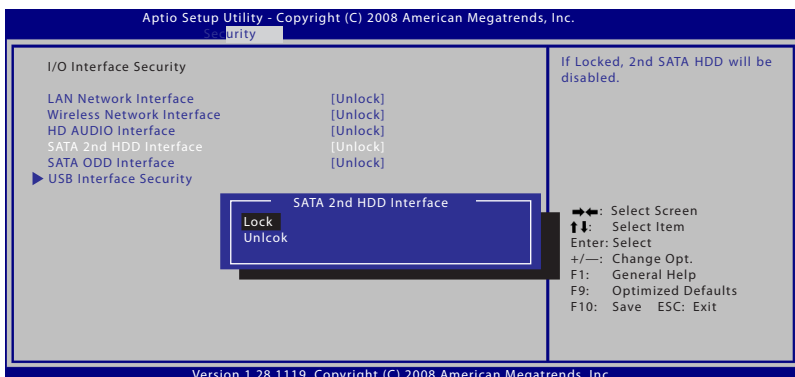 Aptio Setup Utility - Copyright (C) 2008 American Megatrends, Inc.
Security
I/O Interface Security
LAN Network Interface [Unlock]
Wireless Network Interface [Unlock]
HD AUDIO Interface [Unlock]
SATA 2nd HDD Interface [Unlock]
SATA ODD Interface [Unlock]
▶ USB Interface Security
SATA 2nd HDD Interface
Lock
Unlcok
If Locked, 2nd SATA HDD will be
disabled.
➡⬅: Select Screen
⬆⬇: Select Item
Enter: Select
+/—: Change Opt.
F1: General Help
F9: Optimized Defaults
F10: Save ESC: Exit
Version 1.28.1119. Copyright (C) 2008 American Megatrends, Inc.